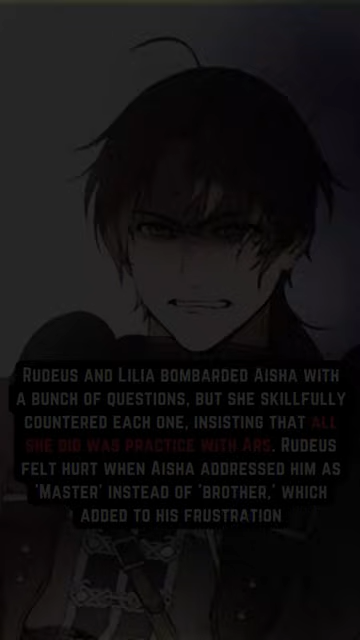 Rudeus and Lilia bombarded Aisha with
a bunch of questions, but she skillfully
countered each one, insisting that all
she did was practice with Ars. Rudeus
felt hurt when Aisha addressed him as
'Master' instead of 'brother,' which
added to his frustration